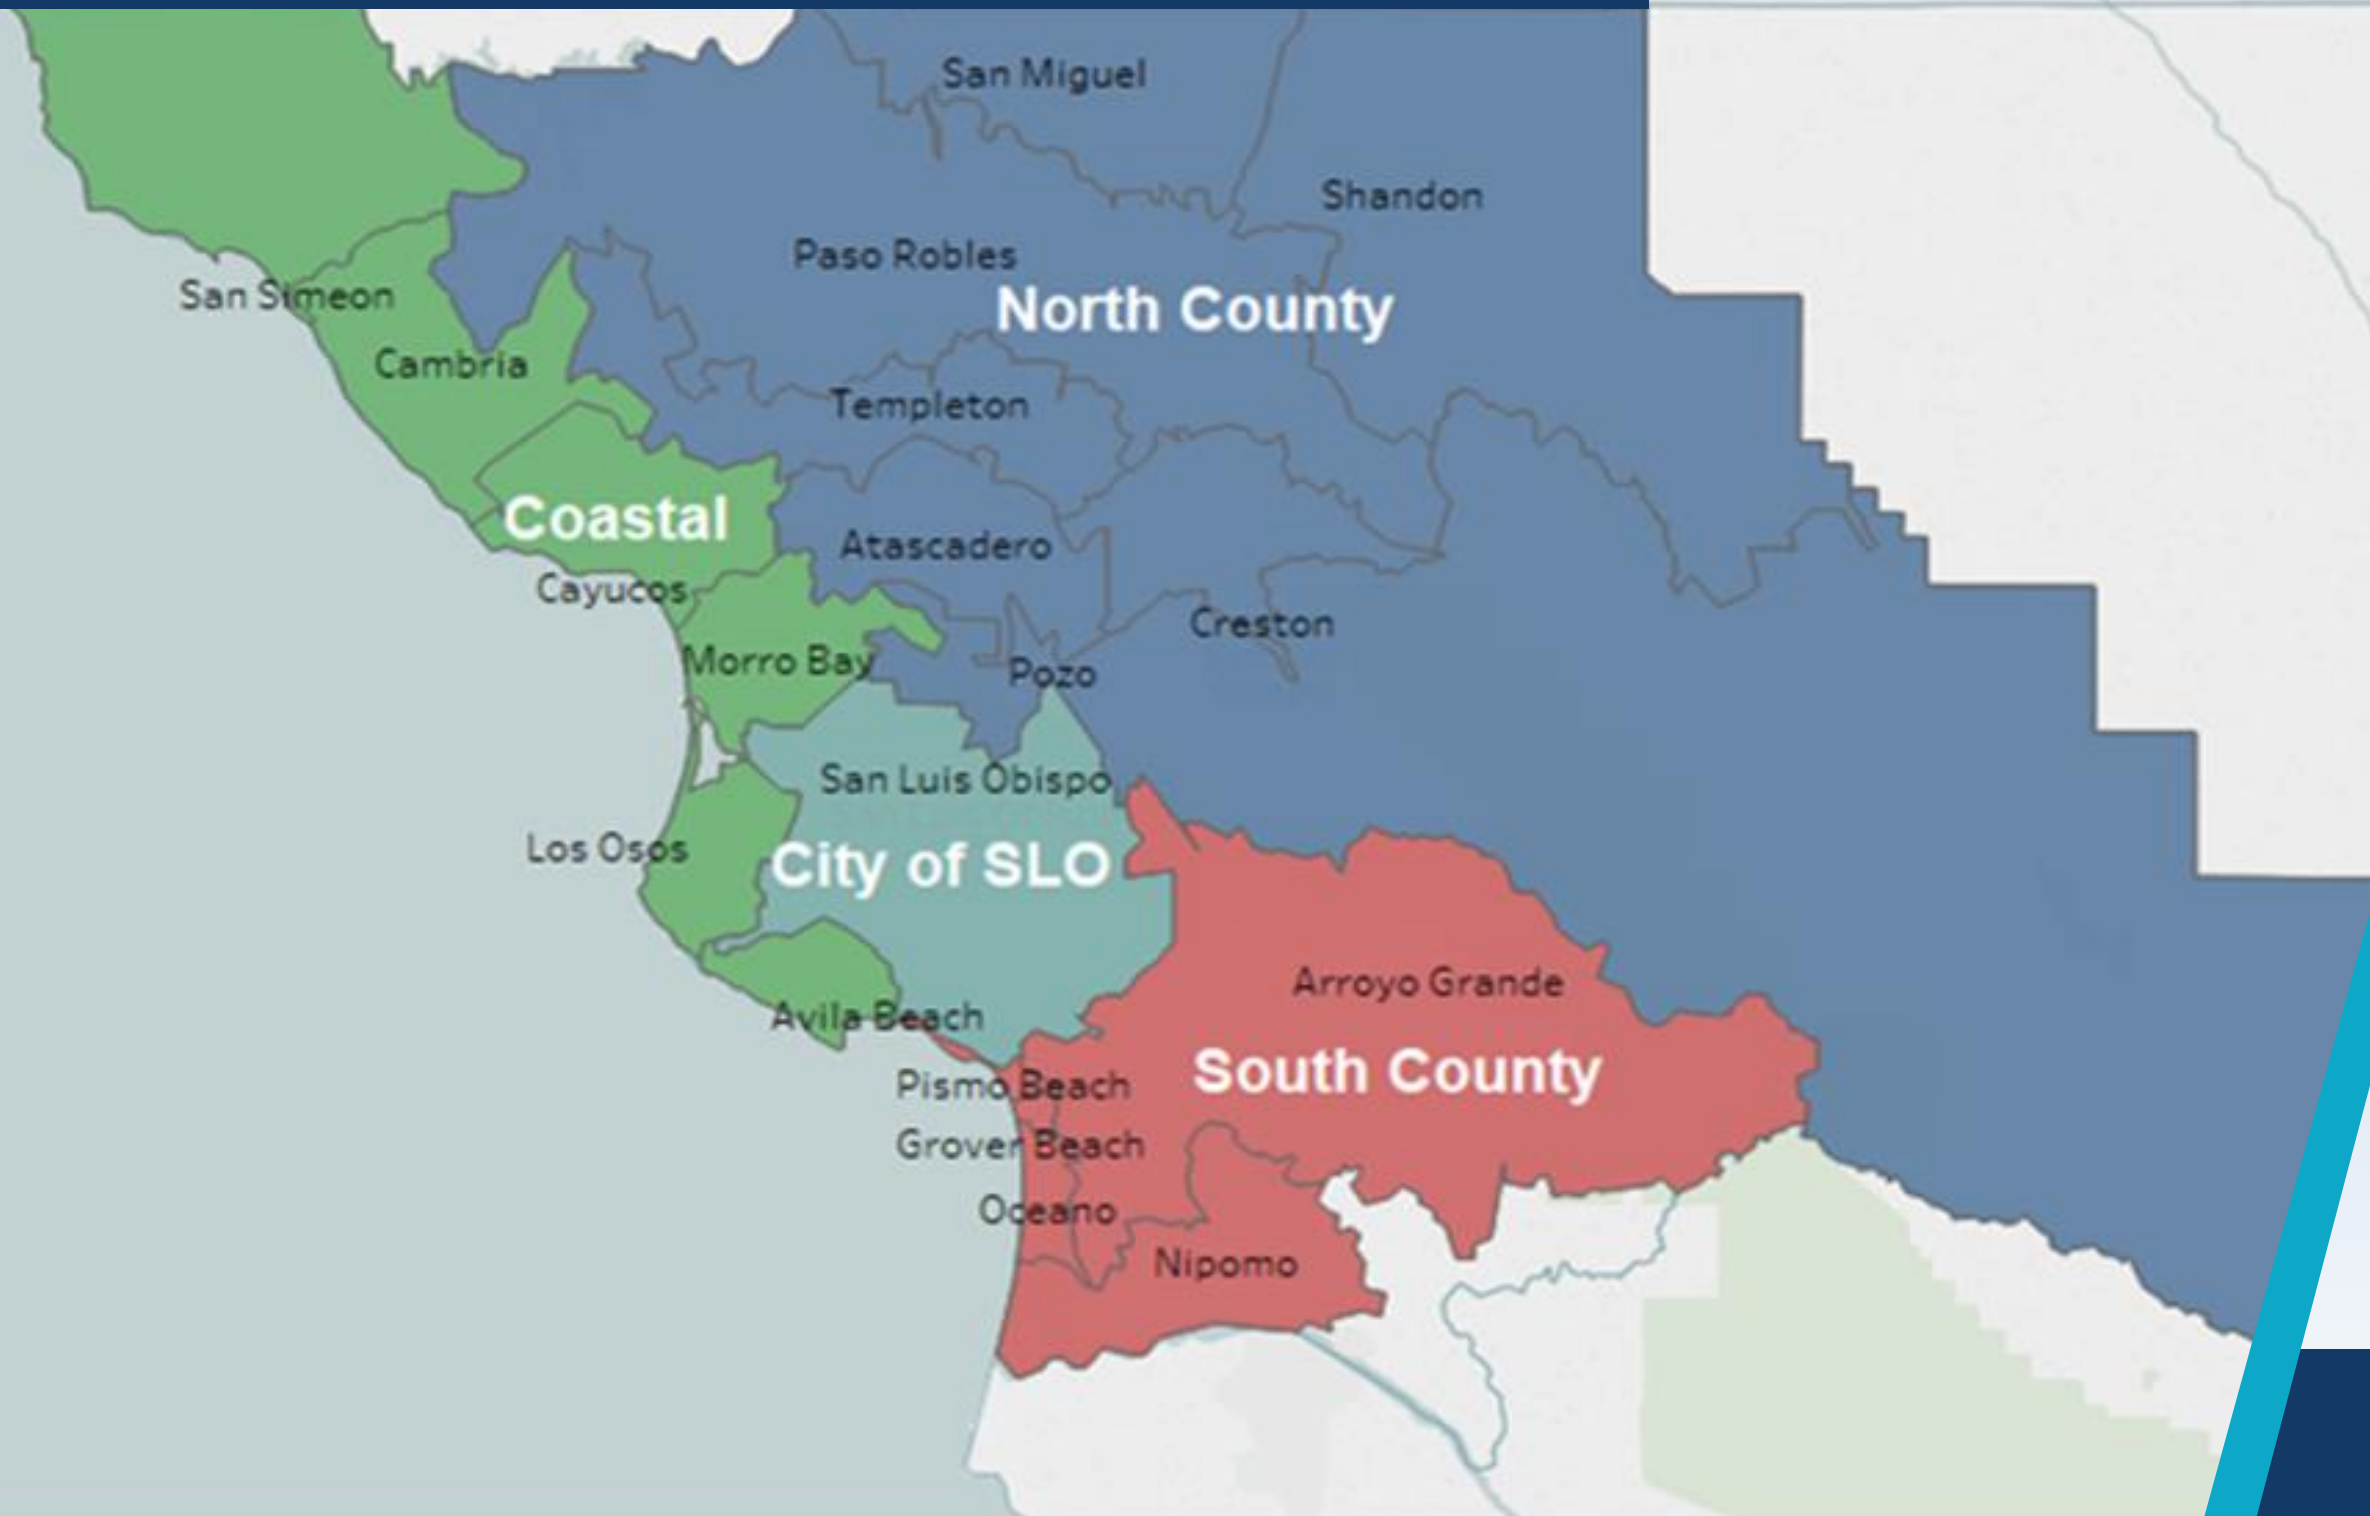 San Miguel
Shandon
Paso Robles
San Simeon
North County
Cambria
Templeton
Coastal
Atascadero
Cayucos
Creston
Morro Bay
Pozo
San Luis Obispo
Los Osos
City of SLO
Arroyo Grande
Avila Beach
South County
Pismo Beach
Grover Beach
Oceano
Nipomo